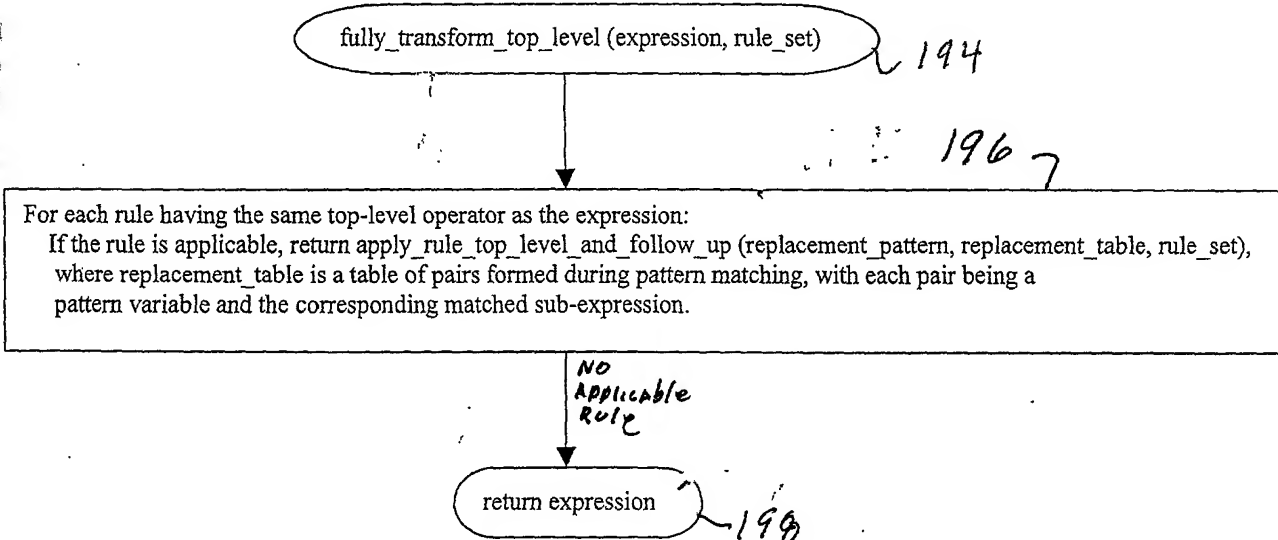 fully_transform_top_level (expression, rule_set)
194
196
For each rule having the same top-level operator as the expression:
If the rule is applicable, return apply_rule_top_level_and_follow_up (replacement_pattern, replacement_table, rule_set),
where replacement_table is a table of pairs formed during pattern matching, with each pair being a
pattern variable and the corresponding matched sub-expression.
NO
Applicable
Rule
return expression